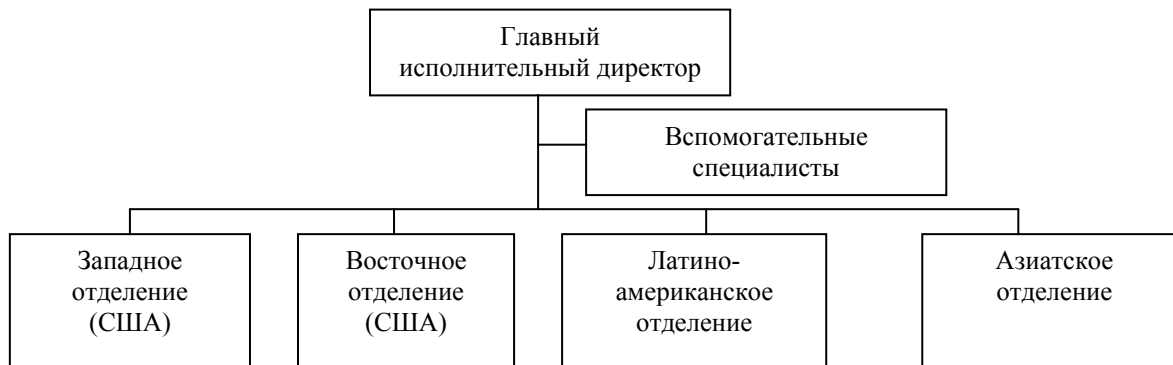 Главный
исполнительный директор
Вспомогательные
специалисты
Западное
отделение
(США)
Восточное
отделение
(США)
Латино-
американское
отделение
Азиатское
отделение